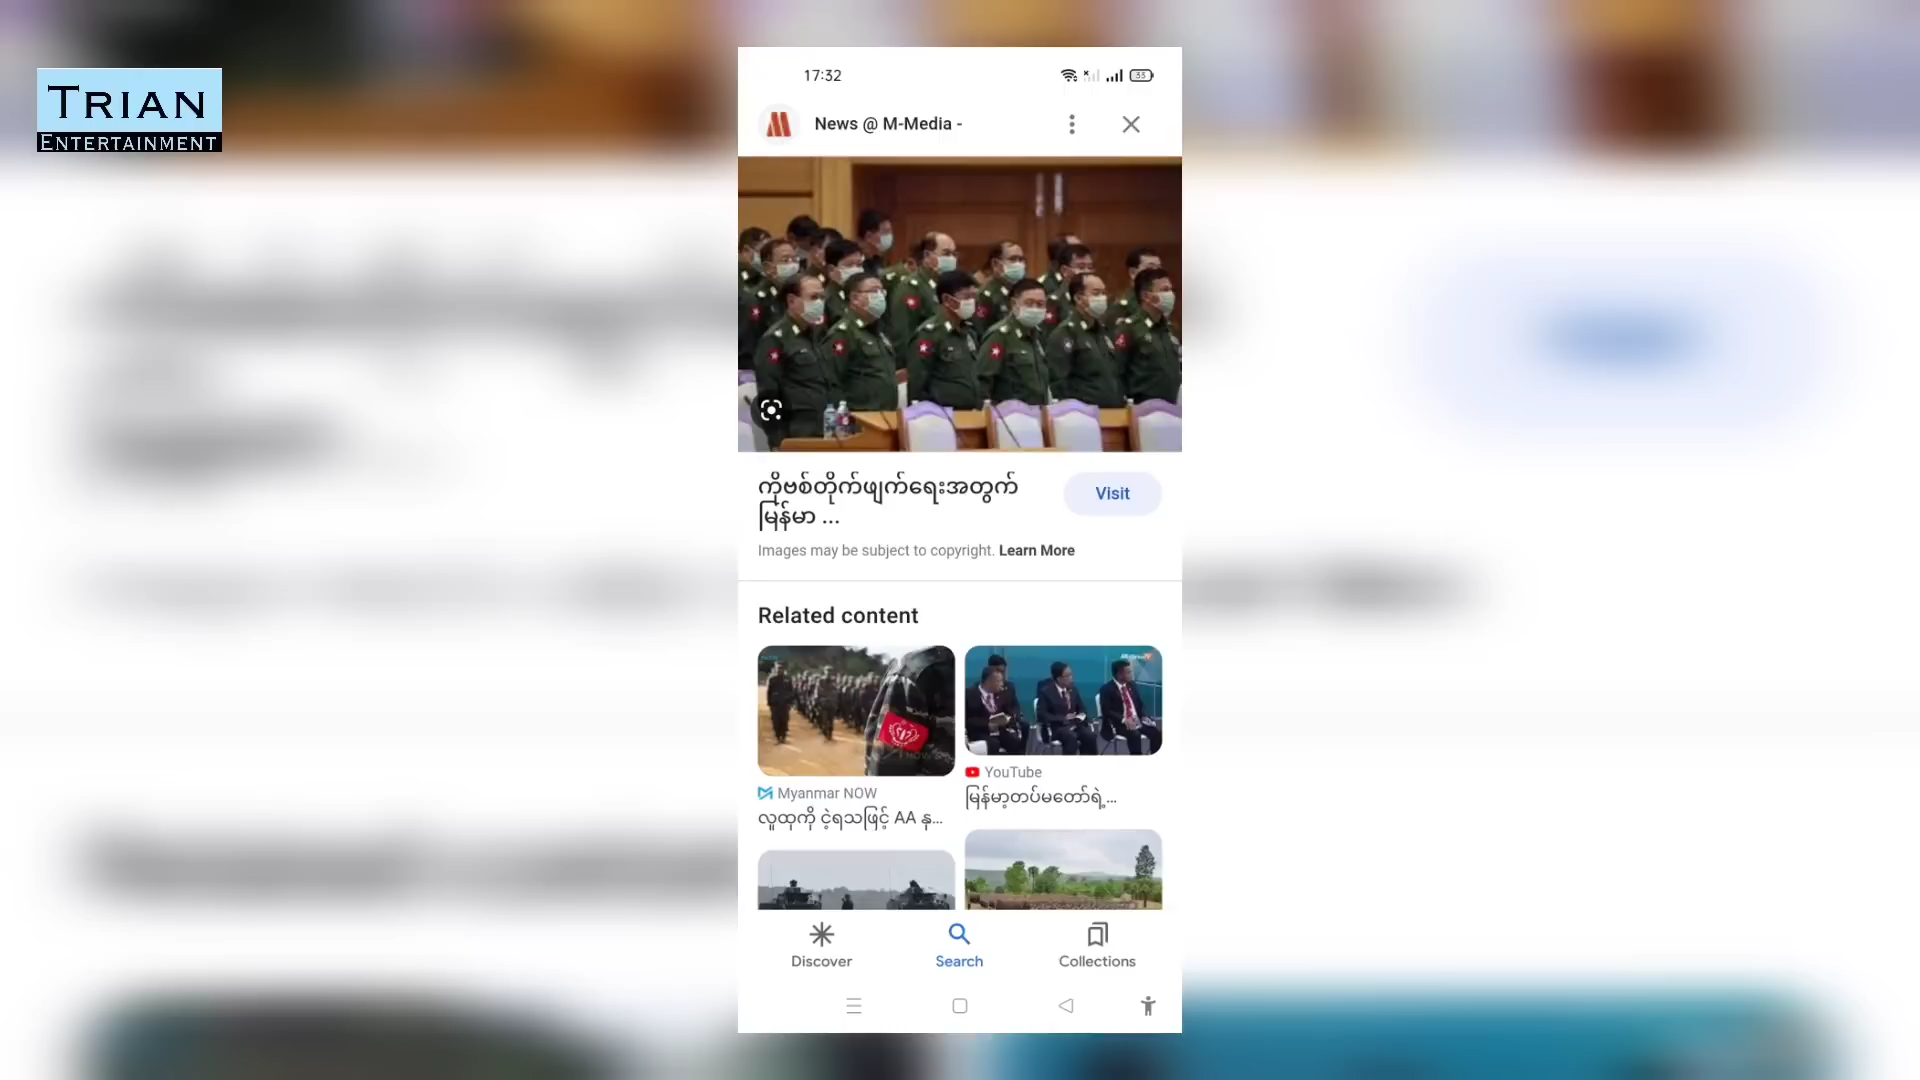 TRIAN
ENTERTAINMENT
17:32
33
News @ M-Media -
ကိုဗစ်တိုက်ဖျက်ရေးအတွက်
မြန်မာ ...
Visit
Images may be subject to copyright. Learn More
Related content
Myanmar NOW
လူထုကို ငဲ့ရသဖြင့် AA နှ...
YouTube
မြန်မာ့တပ်မတော်ရဲ့...
Discover
Search
Collections